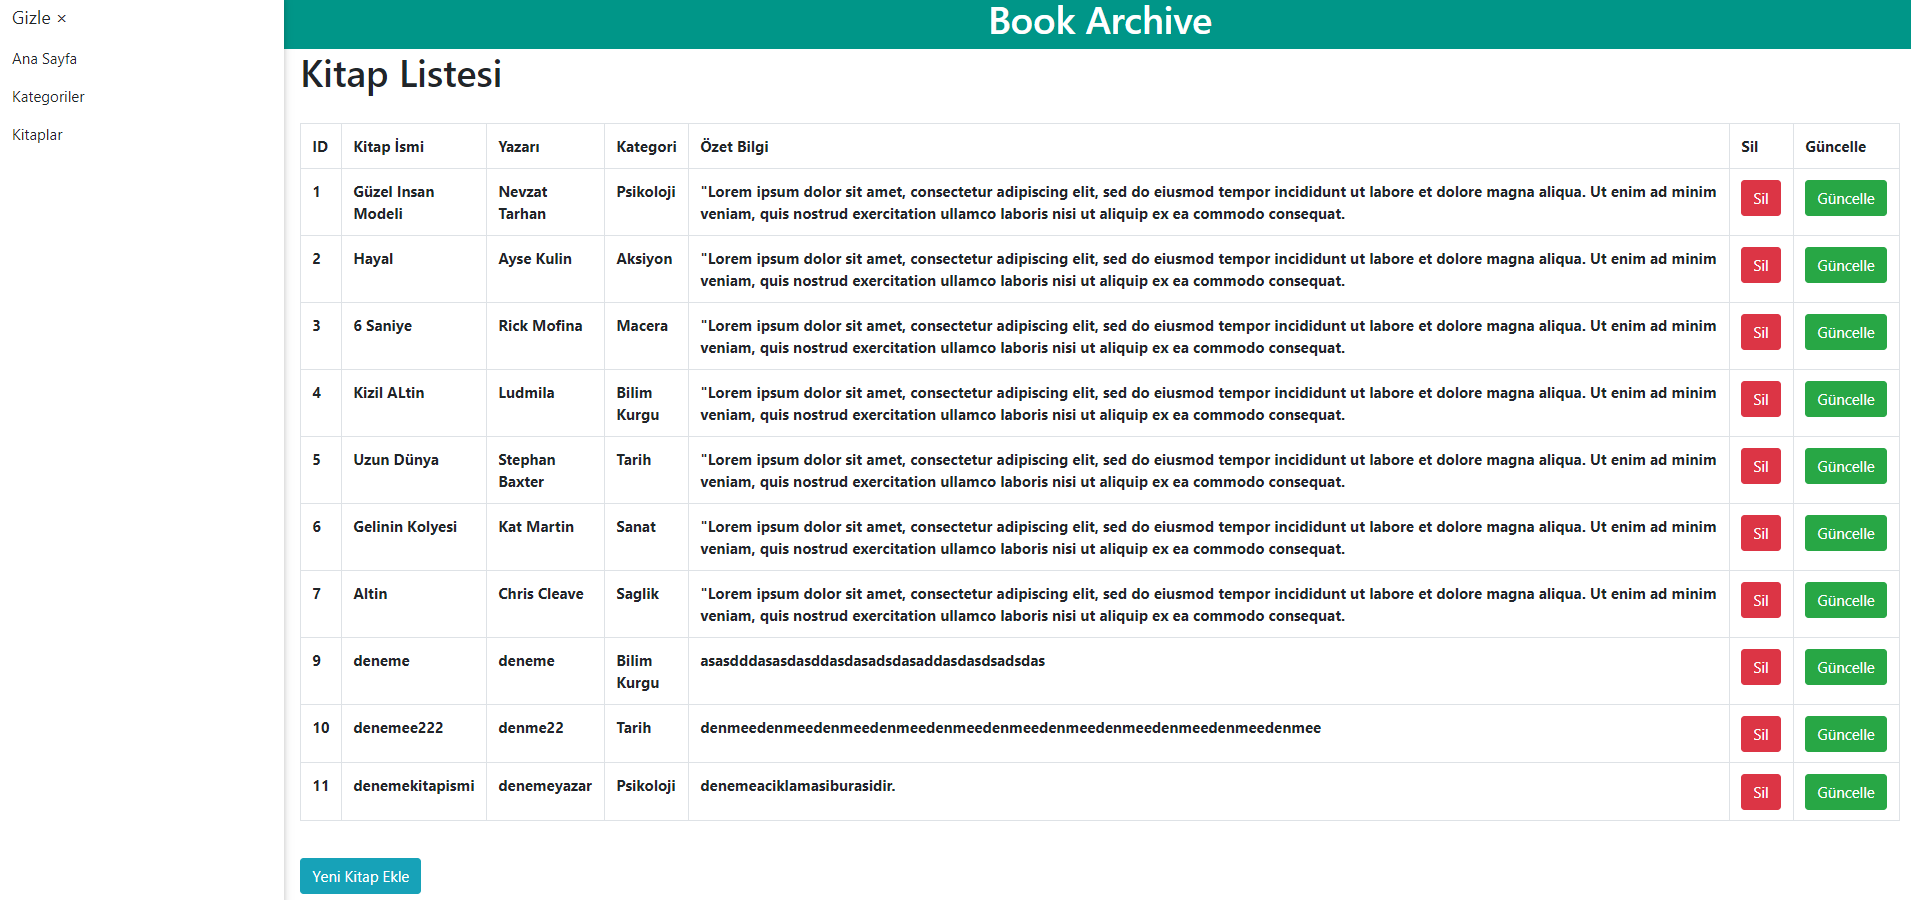 Gizle ×
Ana Sayfa
Kategoriler
Kitaplar
Book Archive
Kitap Listesi
ID Kitap İsmi Yazarı Kategori Özet Bilgi Sil Güncelle
1 Güzel Insan Modeli Nevzat Tarhan Psikoloji "Lorem ipsum dolor sit amet, consectetur adipiscing elit, sed do eiusmod tempor incididunt ut labore et dolore magna aliqua. Ut enim ad minim veniam, quis nostrud exercitation ullamco laboris nisi ut aliquip ex ea commodo consequat. Sil Güncelle
2 Hayal Ayse Kulin Aksiyon "Lorem ipsum dolor sit amet, consectetur adipiscing elit, sed do eiusmod tempor incididunt ut labore et dolore magna aliqua. Ut enim ad minim veniam, quis nostrud exercitation ullamco laboris nisi ut aliquip ex ea commodo consequat. Sil Güncelle
3 6 Saniye Rick Mofina Macera "Lorem ipsum dolor sit amet, consectetur adipiscing elit, sed do eiusmod tempor incididunt ut labore et dolore magna aliqua. Ut enim ad minim veniam, quis nostrud exercitation ullamco laboris nisi ut aliquip ex ea commodo consequat. Sil Güncelle
4 Kizil ALtin Ludmila Bilim Kurgu "Lorem ipsum dolor sit amet, consectetur adipiscing elit, sed do eiusmod tempor incididunt ut labore et dolore magna aliqua. Ut enim ad minim veniam, quis nostrud exercitation ullamco laboris nisi ut aliquip ex ea commodo consequat. Sil Güncelle
5 Uzun Dünya Stephan Baxter Tarih "Lorem ipsum dolor sit amet, consectetur adipiscing elit, sed do eiusmod tempor incididunt ut labore et dolore magna aliqua. Ut enim ad minim veniam, quis nostrud exercitation ullamco laboris nisi ut aliquip ex ea commodo consequat. Sil Güncelle
6 Gelinin Kolyesi Kat Martin Sanat "Lorem ipsum dolor sit amet, consectetur adipiscing elit, sed do eiusmod tempor incididunt ut labore et dolore magna aliqua. Ut enim ad minim veniam, quis nostrud exercitation ullamco laboris nisi ut aliquip ex ea commodo consequat. Sil Güncelle
7 Altin Chris Cleave Saglik "Lorem ipsum dolor sit amet, consectetur adipiscing elit, sed do eiusmod tempor incididunt ut labore et dolore magna aliqua. Ut enim ad minim veniam, quis nostrud exercitation ullamco laboris nisi ut aliquip ex ea commodo consequat. Sil Güncelle
9 deneme deneme Bilim Kurgu asasdddasasdasddasdasadsdasaddasdasdsadsdas Sil Güncelle
10 denemee222 denme22 Tarih denmeedenmeedenmeedenmeedenmeedenmeedenmeedenmeedenmeedenmeedenmee Sil Güncelle
11 denemekitapismi denemeyazar Psikoloji denemeaciklamasiburasidir. Sil Güncelle
Yeni Kitap Ekle